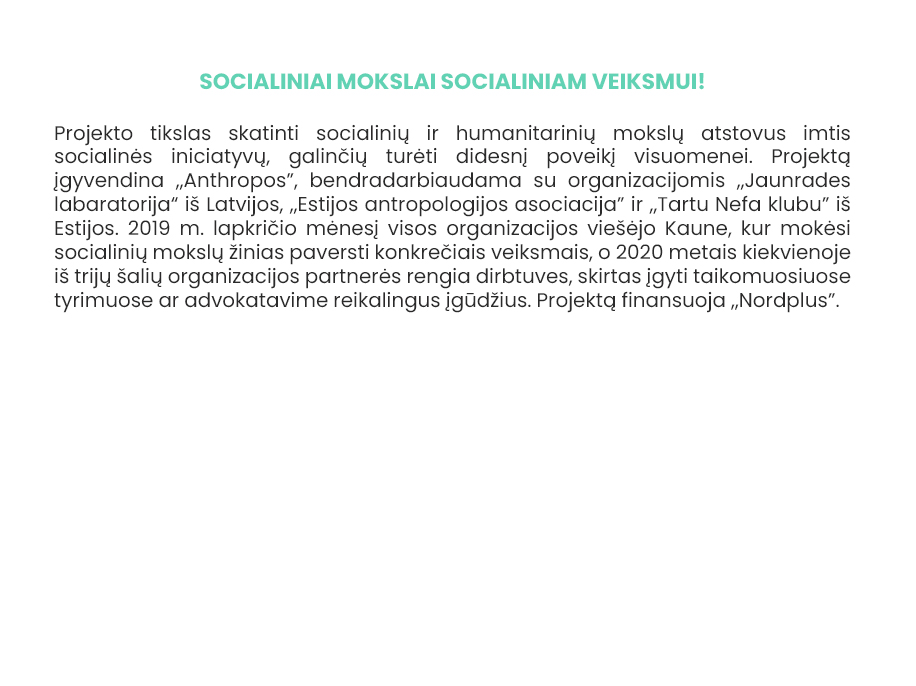 SOCIALINIAI MOKSLAI SOCIALINIAM VEIKSMUI!
Projekto tikslas skatinti socialinių ir humanitarinių mokslų atstovus imtis
socialinės iniciatyvų, galinčių turėti didesnį poveikį visuomenei. Projektą
įgyvendina „Anthropos”, bendradarbiaudama su organizacijomis „Jaunrades
labaratorija“ iš Latvijos, „Estijos antropologijos asociacija” ir „Tartu Nefa klubu” iš
Estijos. 2019 m. lapkričio mėnesį visos organizacijos viešėjo Kaune, kur mokėsi
socialinių mokslų žinias paversti konkrečiais veiksmais, o 2020 metais kiekvienoje
iš trijų šalių organizacijos partnerės rengia dirbtuves, skirtas įgyti taikomuosiuose
tyrimuose ar advokatavime reikalingus įgūdžius. Projektą finansuoja „Nordplus”.